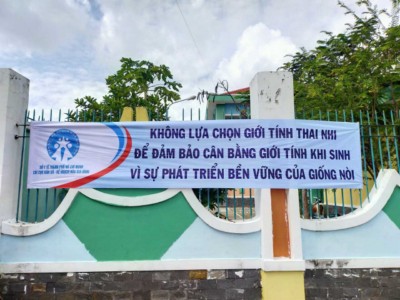 KHÔNG LỰA CHỌN GIỚI TÍNH THAI NHI
ĐỂ ĐẢM BẢO CÂN BẰNG GIỚI TÍNH KHI SINH
VÌ SỰ PHÁT TRIỂN BỀN VỮNG CỦA GIỐNG NÒI